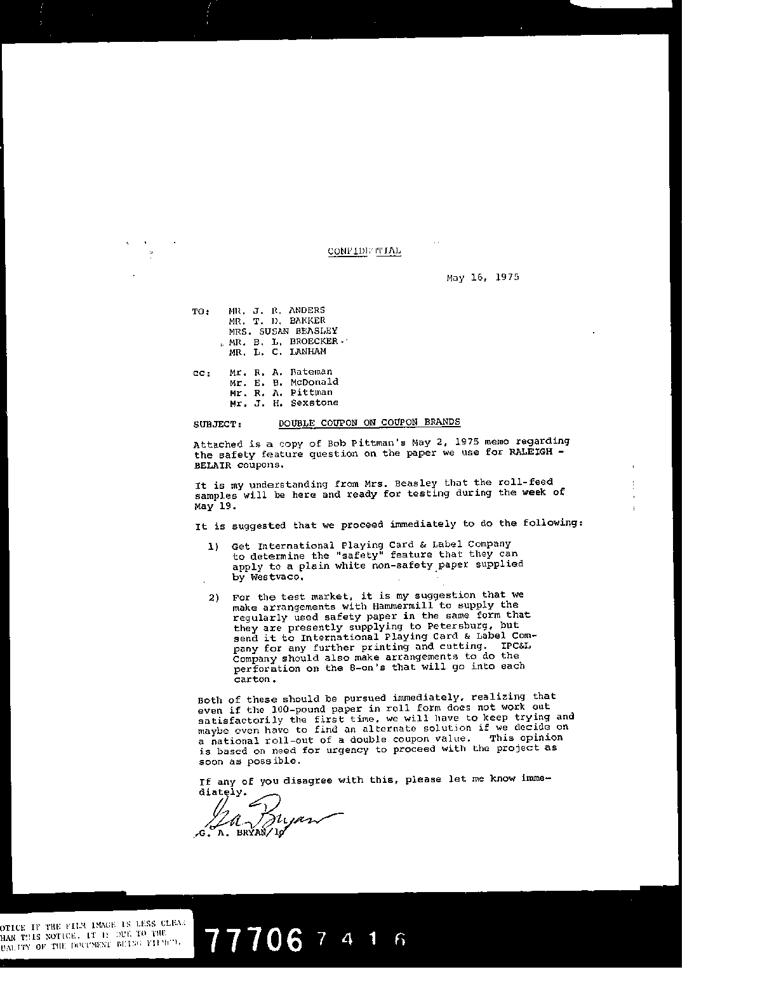 CONFIDENTIAL
May 16, 1975
TO: MR. J. R. ANDERS
MR. T. D. BAKKER
MRS. SUSAN BEASLEY
MR. B. L. BROECKER
MR. L. C. LANHAM
cc: Mr. R. A. Bateman
Mr. E. B. McDonald
Mr. R. A. Pittman
Mr. J. H. Sexstone
SUBJECT: DOUBLE COUPON ON COUPON BRANDS
Attached is a copy of Bob Pittman's May 2, 1975 memo regarding
the safety feature question on the paper we use for RALEIGH -
BELAIR coupons.
It is my understanding from Mrs. Beasley that the roll-feed
samples will be here and ready for testing during the week of
May 19.
It is suggested that we proceed immediately to do the following:
1) Get International Playing Card & Label Company
to determine the "safety" feature that they can
apply to a plain white non-safety paper supplied
by Westvaco.
2) For the test market, it is my suggestion that we
make arrangements with Hammermill to supply the
regularly used safety paper in the same form that
they are presently supplying to Petersburg, but
send it to International Playing Card & Label Com-
pany for any further printing and cutting. IPC&L
Company should also make arrangements to do the
perforation on the 8-on's that will go into each
carton.
Both of these should be pursued immediately, realizing that
even if the 100-pound paper in roll form does not work out
satisfactorily the first time, we will have to keep trying and
maybe even have to find an alternate solution if we decide on
a national roll-out of a double coupon value. This opinion
is based on need for urgency to proceed with the project as
soon as possible.
If any of you disagree with this, please let me know imme-
diately.
Ga Bryan
G. A. BRYAN/lp
OTICE IF THE FILM IMAGE IS LESS CLEAR
HAN THIS NOTICE, IT IS DUE TO THE
UALITY OF THE DOCUMENT BEING FILMED.
77706 7416